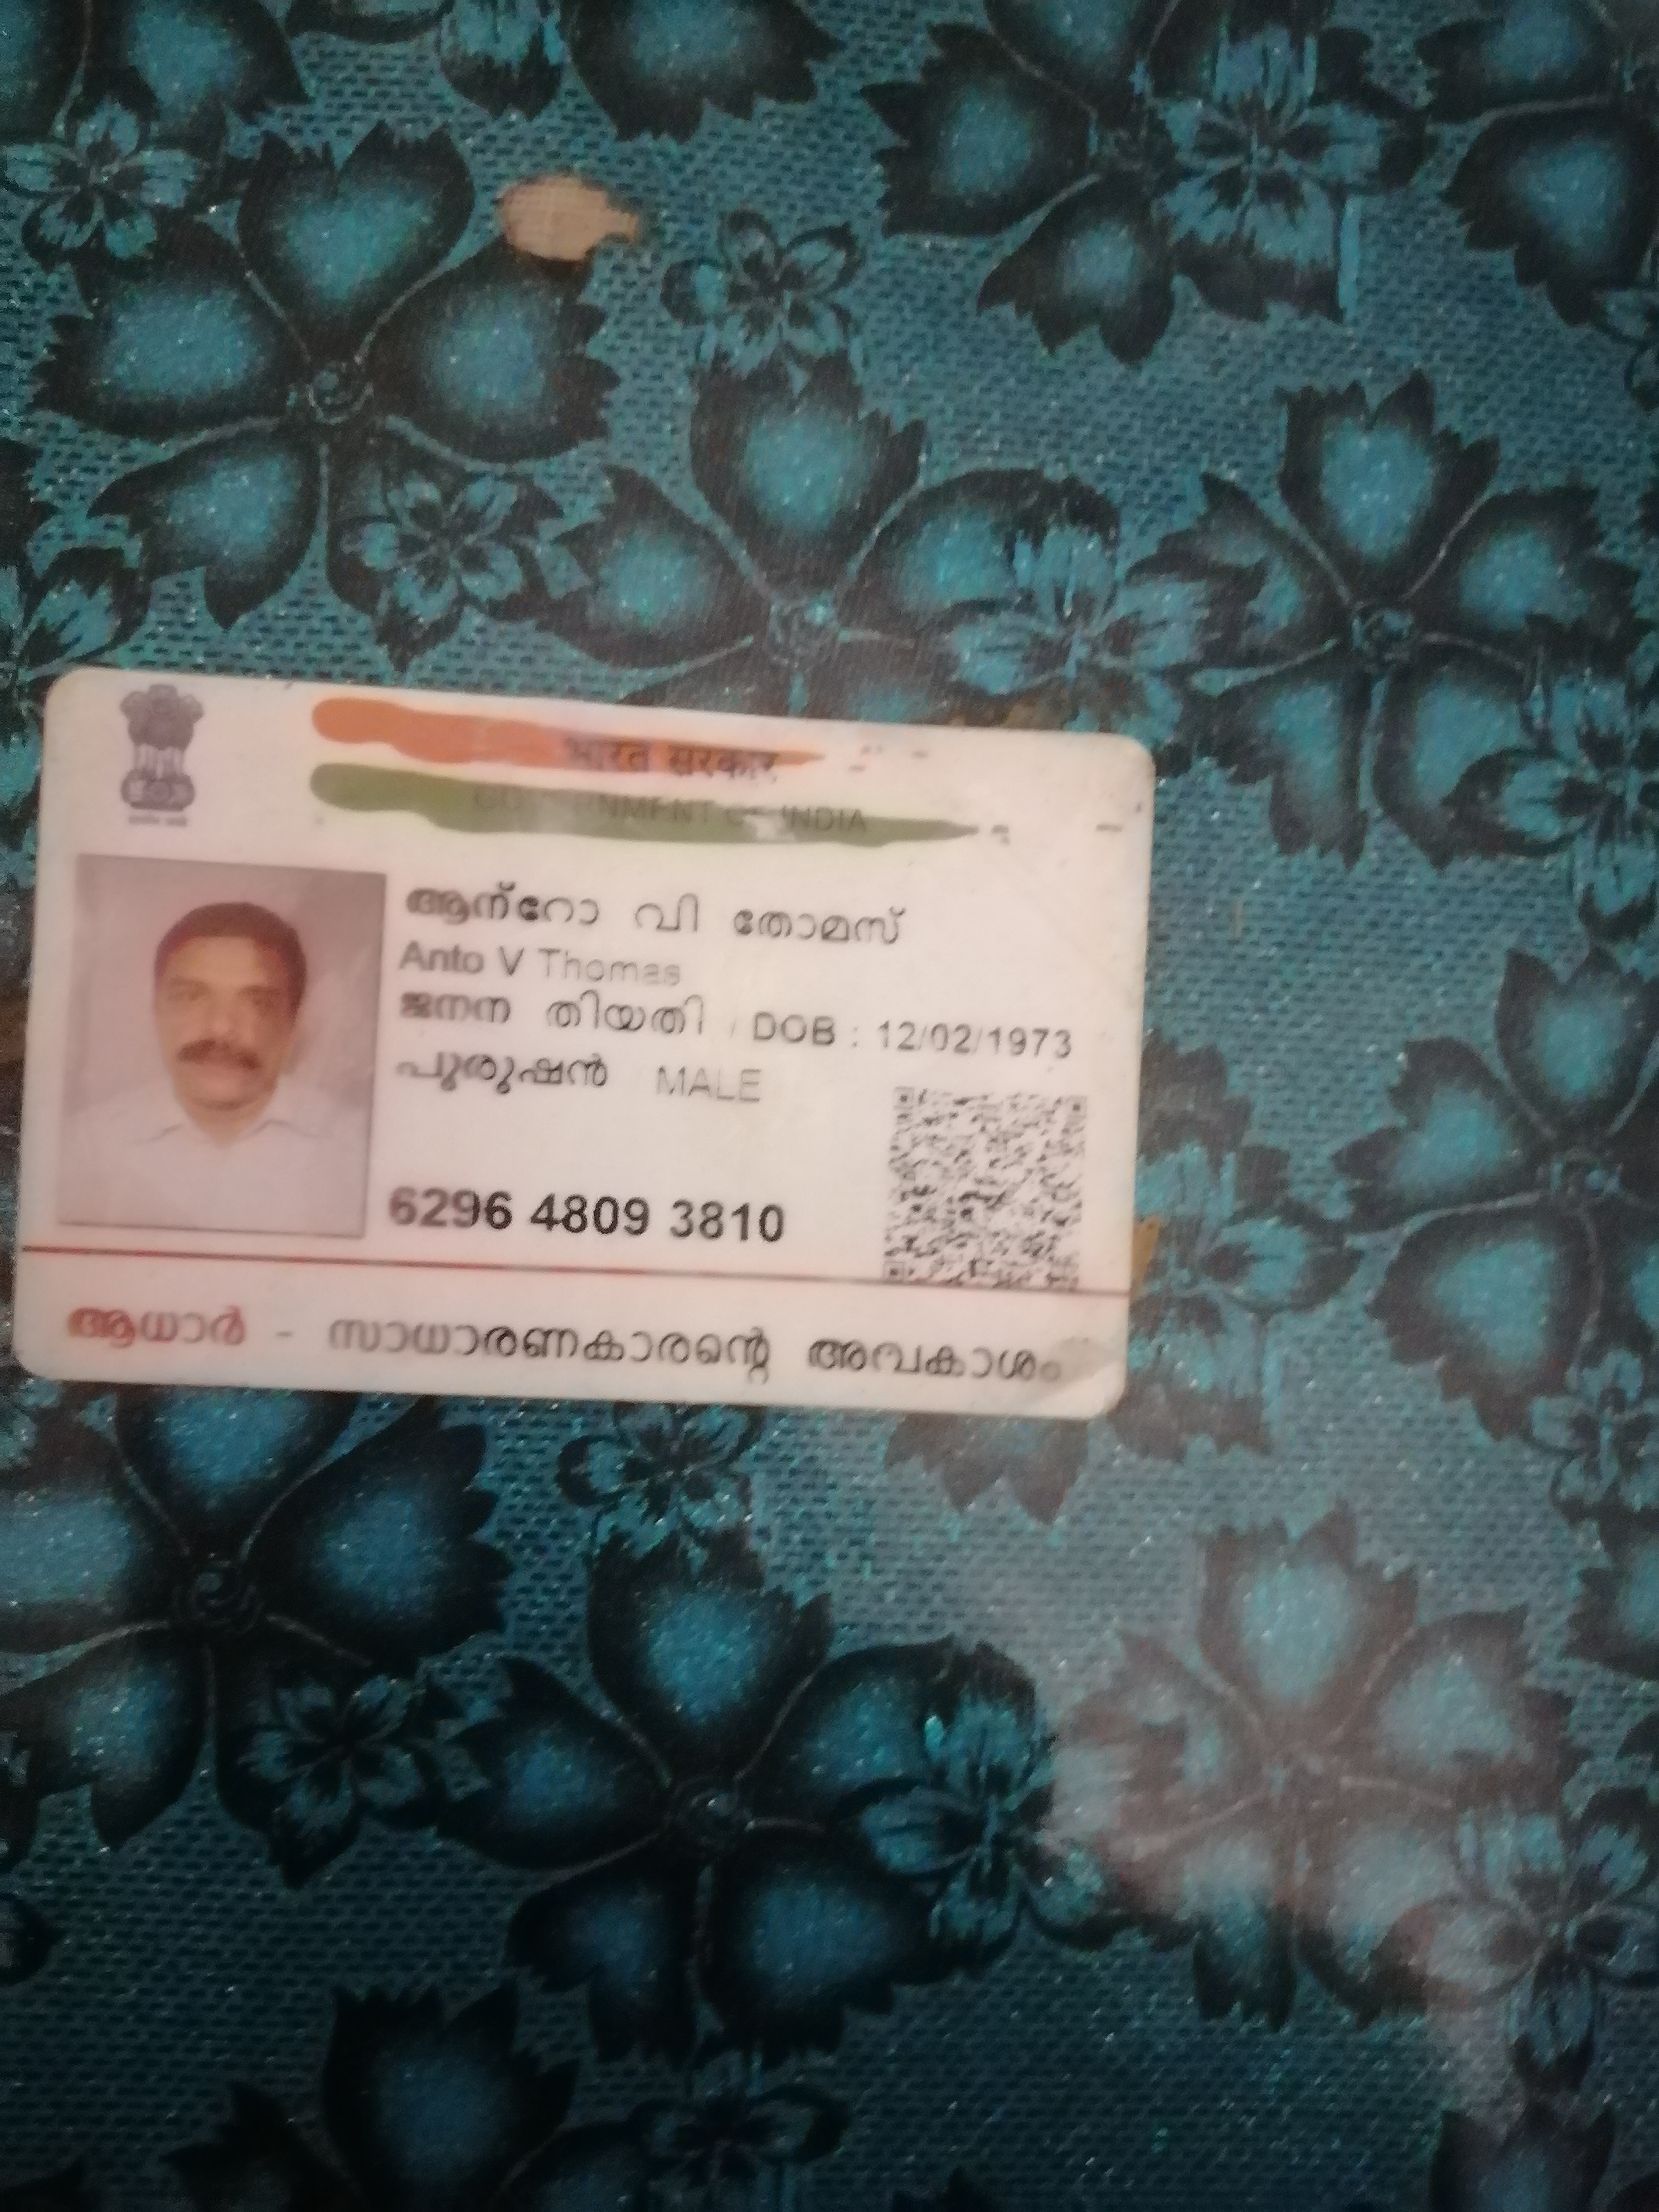 भारत सरकार
GOVERNMENT OF INDIA
ആന്റോ വി തോമസ്
Anto V Thomas
ജനന തിയതി / DOB : 12/02/1973
പുരുഷൻ MALE
6296 4809 3810
ആധാർ - സാധാരണകാരന്റെ അവകാശം